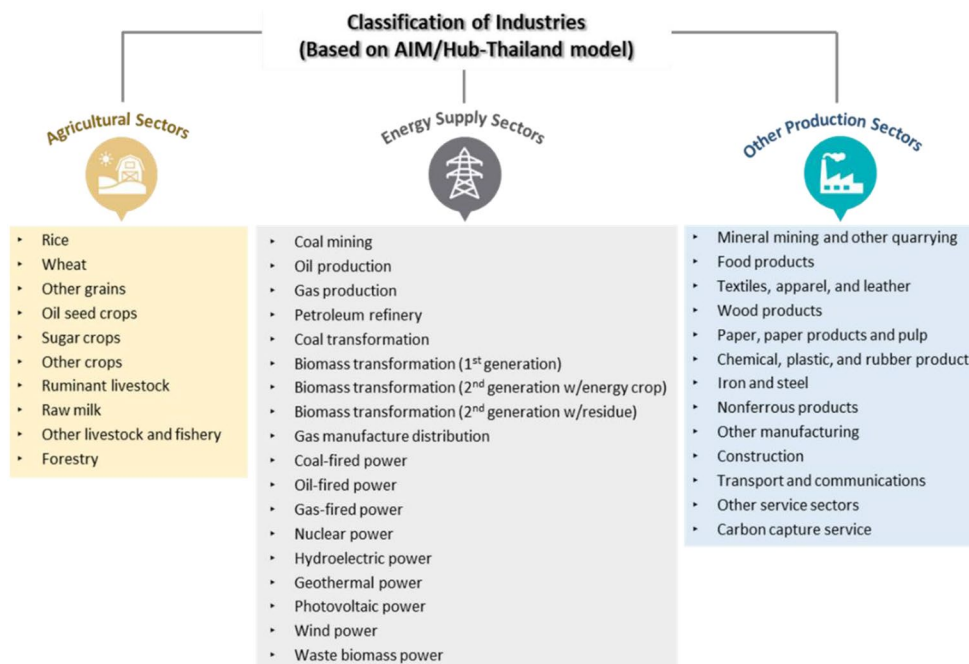 Classification of Industries
(Based on AIM/Hub-Thailand model)
Agricultural Sectors
Rice
Wheat
Other grains
Oil seed crops
Sugar crops
Other crops
Ruminant livestock
Raw milk
Other livestock and fishery
Forestry
Energy Supply Sectors
Coal mining
Oil production
Gas production
Petroleum refinery
Coal transformation
Biomass transformation (1st generation)
Biomass transformation (2nd generation w/energy crop)
Biomass transformation (2nd generation w/residue)
Gas manufacture distribution
Coal-fired power
Oil-fired power
Gas-fired power
Nuclear power
Hydroelectric power
Geothermal power
Photovoltaic power
Wind power
Waste biomass power
Other Production Sectors
Mineral mining and other quarrying
Food products
Textiles, apparel, and leather
Wood products
Paper, paper products and pulp
Chemical, plastic, and rubber product
Iron and steel
Nonferrous products
Other manufacturing
Construction
Transport and communications
Other service sectors
Carbon capture service